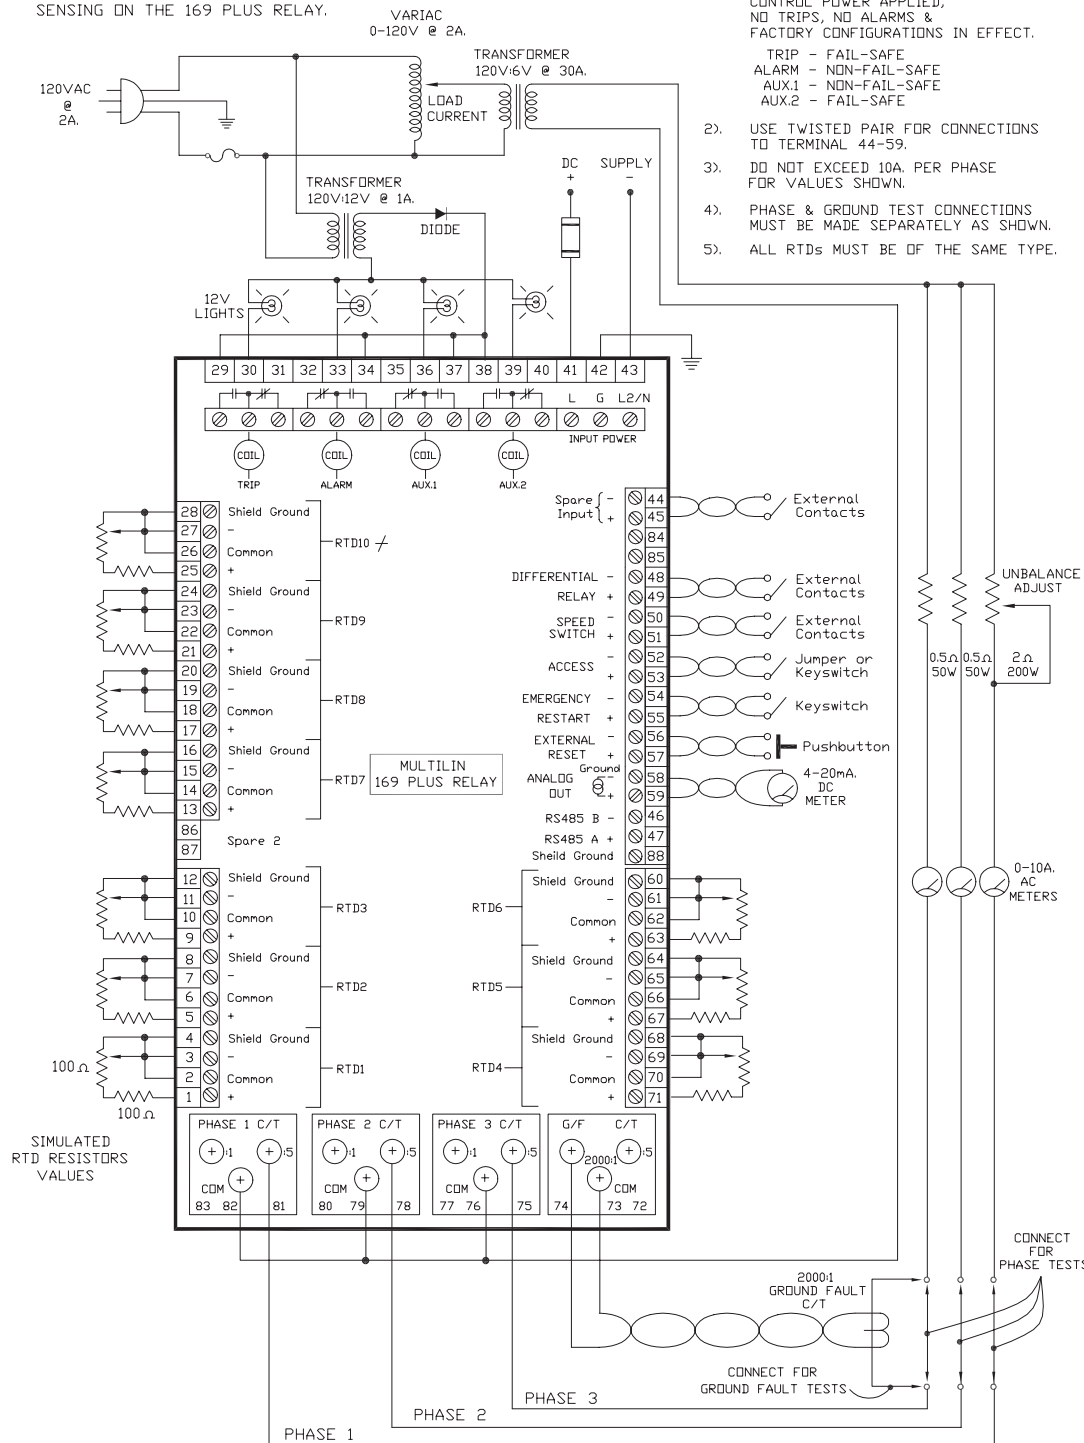 SENSING ON THE 169 PLUS RELAY.
CONTROL POWER APPLIED,
NO TRIPS, NO ALARMS &
FACTORY CONFIGURATIONS IN EFFECT.
TRIP - FAIL-SAFE
ALARM - NON-FAIL-SAFE
AUX.1 - NON-FAIL-SAFE
AUX.2 - FAIL-SAFE
2). USE TWISTED PAIR FOR CONNECTIONS
TO TERMINAL 44-59.
3). DO NOT EXCEED 10A. PER PHASE
FOR VALUES SHOWN.
4). PHASE & GROUND TEST CONNECTIONS
MUST BE MADE SEPARATELY AS SHOWN.
5). ALL RTDs MUST BE OF THE SAME TYPE.
VARIAC
0-120V @ 2A.
TRANSFORMER
120V:6V @ 30A.
120VAC
@
2A.
LOAD
CURRENT
DC SUPPLY
+ -
TRANSFORMER
120V:12V @ 1A.
DIODE
12V
LIGHTS
29 30 31 32 33 34 35 36 37 38 39 40 41 42 43
L G L2/N
INPUT POWER
COIL COIL COIL COIL
TRIP ALARM AUX.1 AUX.2
28 Shield Ground
27 -
26 Common
25 +
RTD10
24 Shield Ground
23 -
22 Common
21 +
RTD9
20 Shield Ground
19 -
18 Common
17 +
RTD8
16 Shield Ground
15 -
14 Common
13 +
RTD7
MULTILIN
169 PLUS RELAY
86
87
Spare 2
12 Shield Ground
11 -
10 Common
9 +
RTD3
8 Shield Ground
7 -
6 Common
5 +
RTD2
4 Shield Ground
3 -
2 Common
1 +
RTD1
100Ω
100Ω
SIMULATED
RTD RESISTORS
VALUES
Spare - 44
Input + 45
External
Contacts
84
85
DIFFERENTIAL - 48
RELAY + 49
External
Contacts
SPEED - 50
SWITCH + 51
External
Contacts
ACCESS - 52
+ 53
Jumper or
Keyswitch
EMERGENCY - 54
RESTART + 55
Keyswitch
EXTERNAL - 56
RESET + 57
Pushbutton
Ground
ANALOG - 58
OUT + 59
4-20mA.
DC
METER
RS485 B - 46
RS485 A + 47
Sheild Ground 88
Shield Ground 60
- 61
Common 62
+ 63
RTD6
Shield Ground 64
- 65
Common 66
+ 67
RTD5
Shield Ground 68
- 69
Common 70
+ 71
RTD4
UNBALANCE
ADJUST
0.5Ω 0.5Ω 2Ω
50W 50W 200W
0-10A.
AC
METERS
PHASE 1 C/T
:1 :5
COM
83 82 81
PHASE 2 C/T
:1 :5
COM
80 79 78
PHASE 3 C/T
:1 :5
COM
77 76 75
G/F C/T
2000:1 :5
COM
74 73 72
CONNECT
FOR
PHASE TESTS
2000:1
GROUND FAULT
C/T
CONNECT FOR
GROUND FAULT TESTS
PHASE 3
PHASE 2
PHASE 1